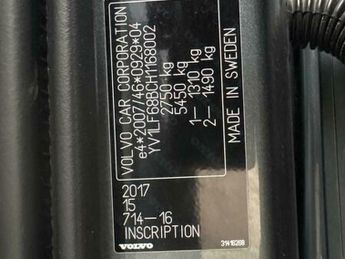 VOLVO CAR CORPORATION
e4*2007/46*0929*04
YV1LF68BCH1168002
2750 kg
5450 kg
1– 1310 kg
2– 1490 kg
MADE IN SWEDEN
2017
15
714–16
INSCRIPTION
VOLVO
31418268